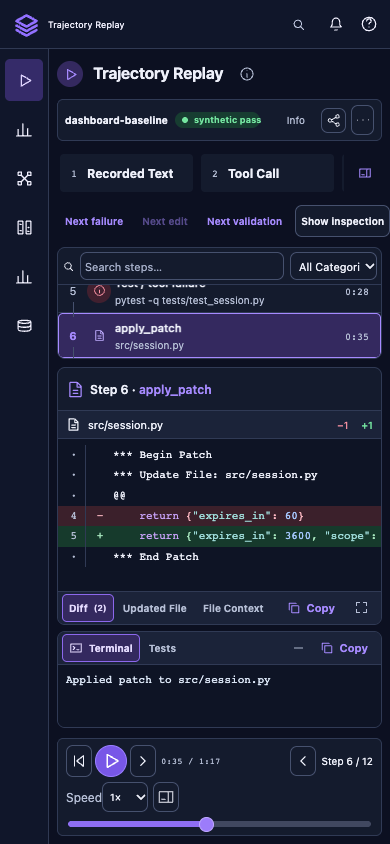 Trajectory Replay
Trajectory Replay
dashboard-baseline
synthetic pass
Info
1 Recorded Text
2 Tool Call
Next failure
Next edit
Next validation
Show inspection
Search steps...
All Categori
5
0:28
pytest -q tests/test_session.py
6 apply_patch
0:35
src/session.py
Step 6 · apply_patch
src/session.py
−1 +1
*** Begin Patch
*** Update File: src/session.py
@@
4 − return {"expires_in": 60}
5 + return {"expires_in": 3600, "scope":
*** End Patch
Diff (2)
Updated File
File Context
Copy
Terminal
Tests
Copy
Applied patch to src/session.py
0:35 / 1:17
Step 6 / 12
Speed
1×